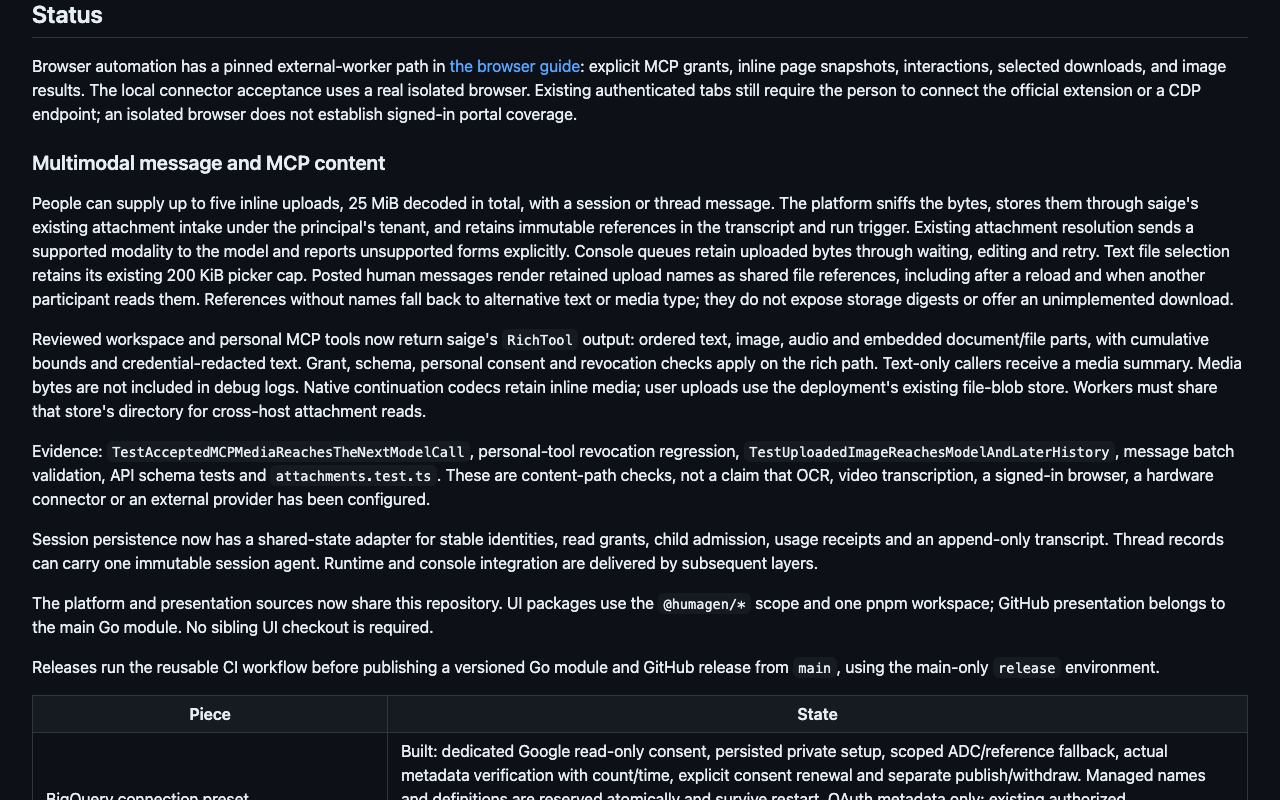 Status
Browser automation has a pinned external-worker path in the browser guide: explicit MCP grants, inline page snapshots, interactions, selected downloads, and image
results. The local connector acceptance uses a real isolated browser. Existing authenticated tabs still require the person to connect the official extension or a CDP
endpoint; an isolated browser does not establish signed-in portal coverage.
Multimodal message and MCP content
People can supply up to five inline uploads, 25 MiB decoded in total, with a session or thread message. The platform sniffs the bytes, stores them through saige's
existing attachment intake under the principal's tenant, and retains immutable references in the transcript and run trigger. Existing attachment resolution sends a
supported modality to the model and reports unsupported forms explicitly. Console queues retain uploaded bytes through waiting, editing and retry. Text file selection
retains its existing 200 KiB picker cap. Posted human messages render retained upload names as shared file references, including after a reload and when another
participant reads them. References without names fall back to alternative text or media type; they do not expose storage digests or offer an unimplemented download.
Reviewed workspace and personal MCP tools now return saige's RichTool output: ordered text, image, audio and embedded document/file parts, with cumulative
bounds and credential-redacted text. Grant, schema, personal consent and revocation checks apply on the rich path. Text-only callers receive a media summary. Media
bytes are not included in debug logs. Native continuation codecs retain inline media; user uploads use the deployment's existing file-blob store. Workers must share
that store's directory for cross-host attachment reads.
Evidence: TestAcceptedMCPMediaReachesTheNextModelCall, personal-tool revocation regression, TestUploadedImageReachesModelAndLaterHistory, message batch
validation, API schema tests and attachments.test.ts. These are content-path checks, not a claim that OCR, video transcription, a signed-in browser, a hardware
connector or an external provider has been configured.
Session persistence now has a shared-state adapter for stable identities, read grants, child admission, usage receipts and an append-only transcript. Thread records
can carry one immutable session agent. Runtime and console integration are delivered by subsequent layers.
The platform and presentation sources now share this repository. UI packages use the @humagen/* scope and one pnpm workspace; GitHub presentation belongs to
the main Go module. No sibling UI checkout is required.
Releases run the reusable CI workflow before publishing a versioned Go module and GitHub release from main, using the main-only release environment.
Piece State
Built: dedicated Google read-only consent, persisted private setup, scoped ADC/reference fallback, actual
metadata verification with count/time, explicit consent renewal and separate publish/withdraw. Managed names
BigQuery connection preset
and definitions are reserved atomically and survive restart. OAuth metadata only; existing authorized